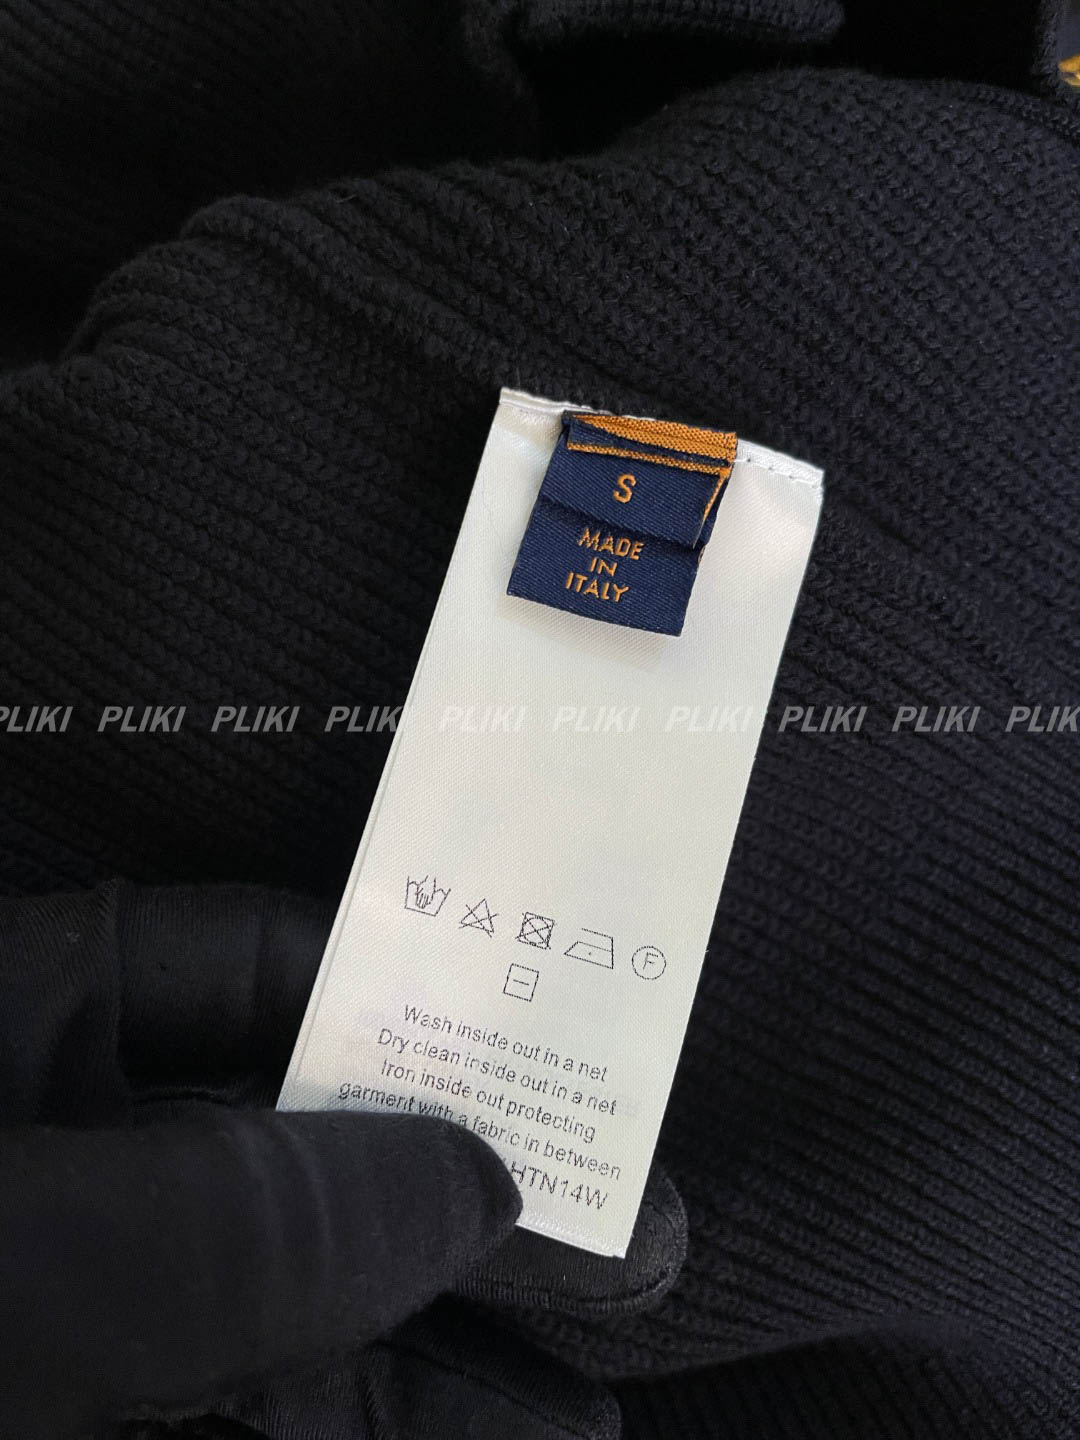 S
MADE
IN
ITALY
PLIKI PLIKI PLIKI PLIKI PLIKI PLIKI PLIKI PLIKI PLIKI PLIK
F
Wash inside out in a net
Dry clean inside out in a net
Iron inside out protecting
garment with a fabric in between
HTN14W